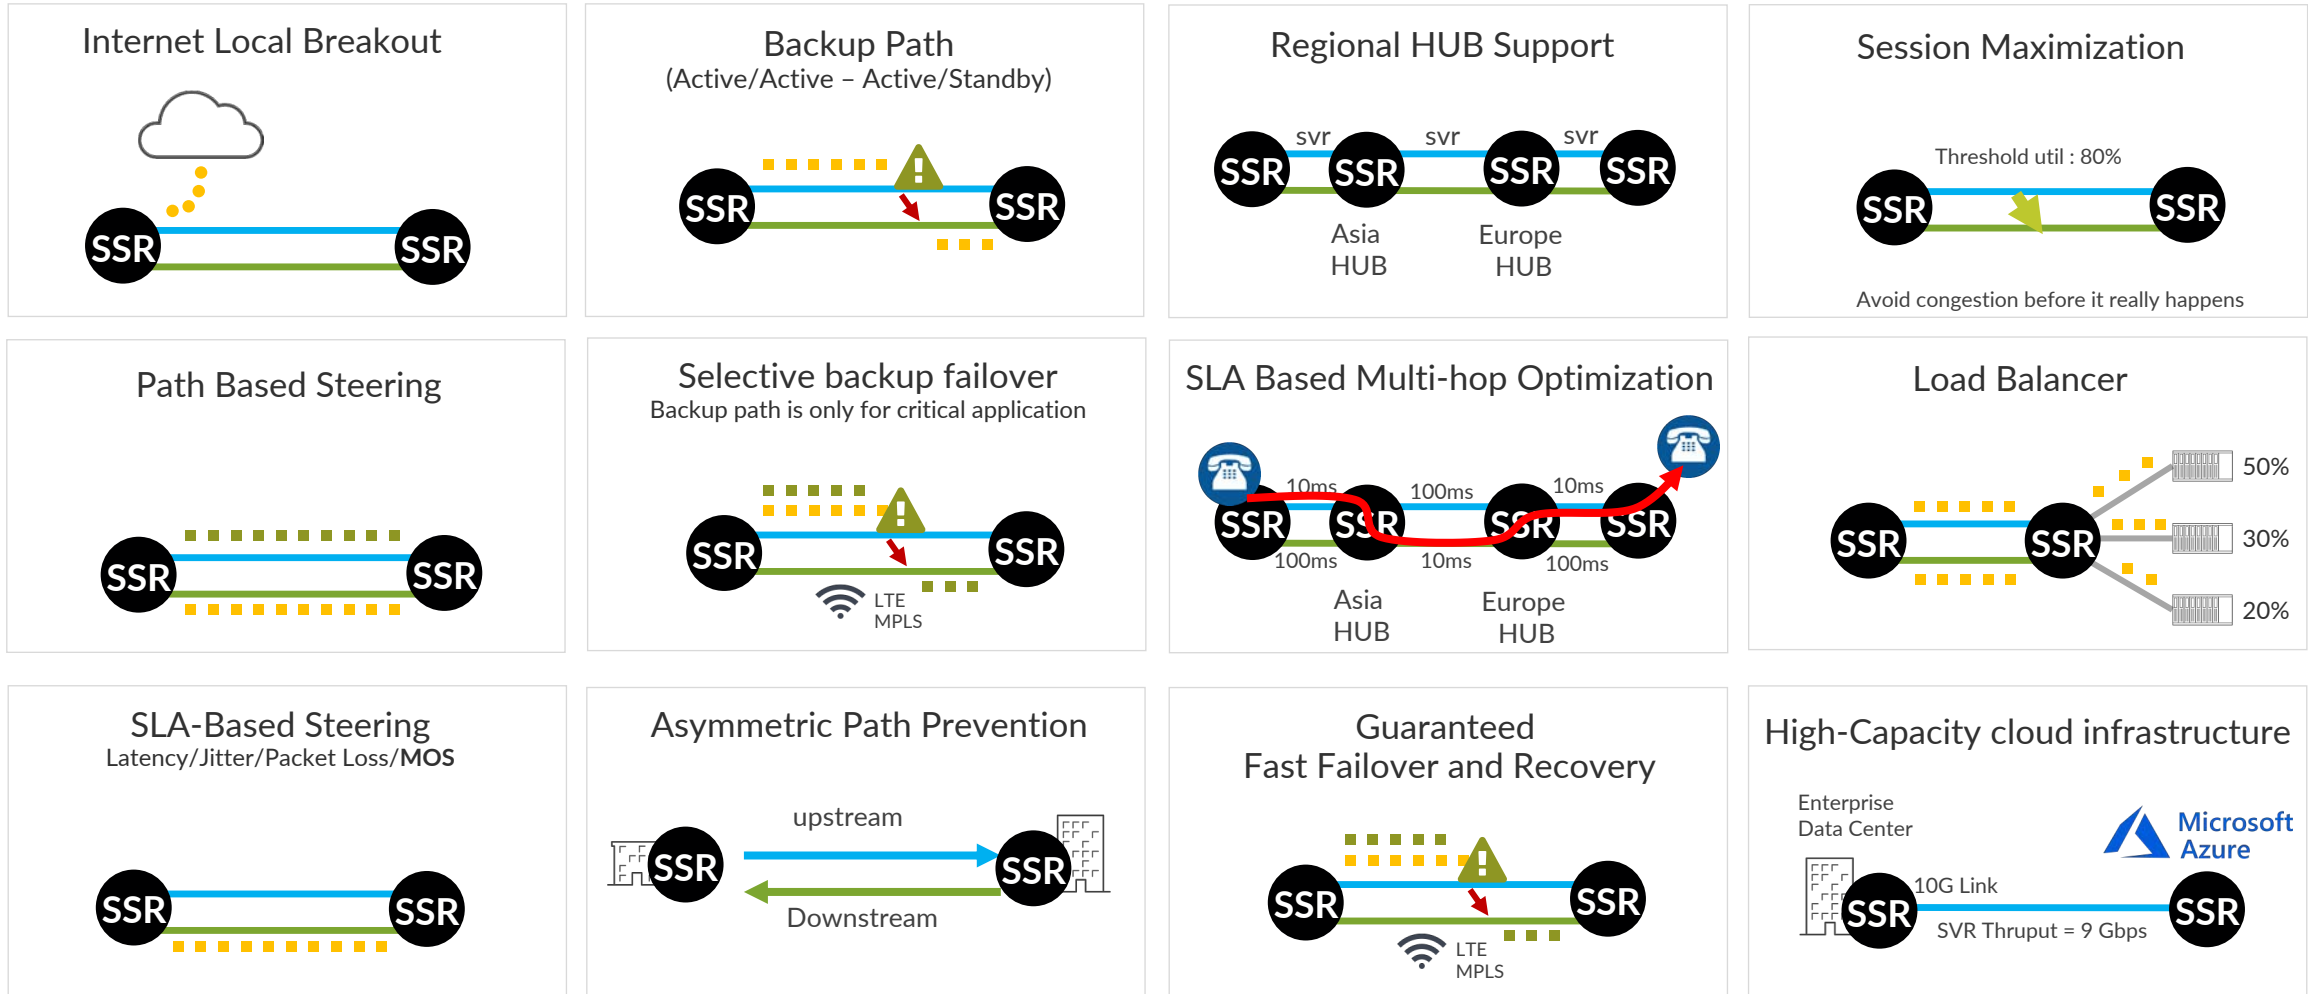 Internet Local Breakout
SSR
SSR
Backup Path
(Active/Active – Active/Standby)
SSR
SSR
Regional HUB Support
svr
svr
svr
SSR
SSR
SSR
SSR
Asia
HUB
Europe
HUB
Session Maximization
Threshold util : 80%
SSR
SSR
Avoid congestion before it really happens
Path Based Steering
SSR
SSR
Selective backup failover
Backup path is only for critical application
SSR
SSR
LTE
MPLS
SLA Based Multi-hop Optimization
10ms
100ms
10ms
SSR
SSR
SSR
SSR
100ms
10ms
100ms
Asia
HUB
Europe
HUB
Load Balancer
SSR
SSR
50%
30%
20%
SLA-Based Steering
Latency/Jitter/Packet Loss/MOS
SSR
SSR
Asymmetric Path Prevention
upstream
SSR
SSR
Downstream
Guaranteed
Fast Failover and Recovery
SSR
SSR
LTE
MPLS
High-Capacity cloud infrastructure
Enterprise
Data Center
Microsoft
Azure
10G Link
SSR
SSR
SVR Thruput = 9 Gbps